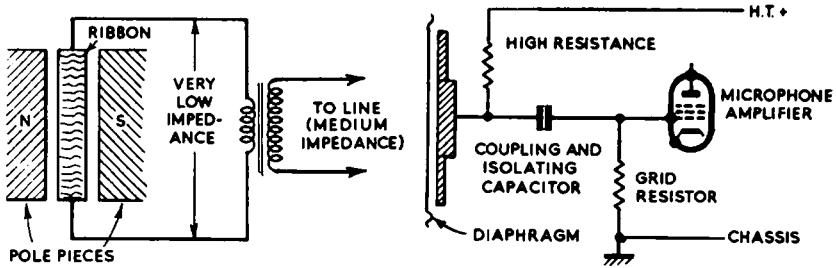 RIBBON
N
S
VERY
LOW
IMPED-
ANCE
TO LINE
(MEDIUM
IMPEDANCE)
POLE PIECES
H.T. +
HIGH RESISTANCE
MICROPHONE
AMPLIFIER
COUPLING AND
ISOLATING
CAPACITOR
GRID
RESISTOR
DIAPHRAGM
CHASSIS